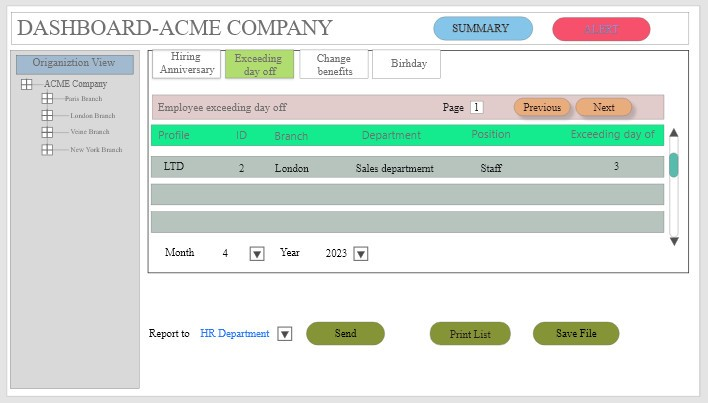 DASHBOARD-ACME COMPANY
SUMMARY
ALERT
Origaniztion View
ACME Company
Paris Branch
London Branch
Venice Branch
New York Branch
Hiring
Anniversary
Exceeding
day off
Change
benefits
Birhday
Employee exceeding day off
Page 1
Previous
Next
Profile ID Branch Department Position Exceeding day of
LTD 2 London Sales departmernt Staff 3
Month 4 Year 2023
Report to HR Department
Send
Print List
Save File